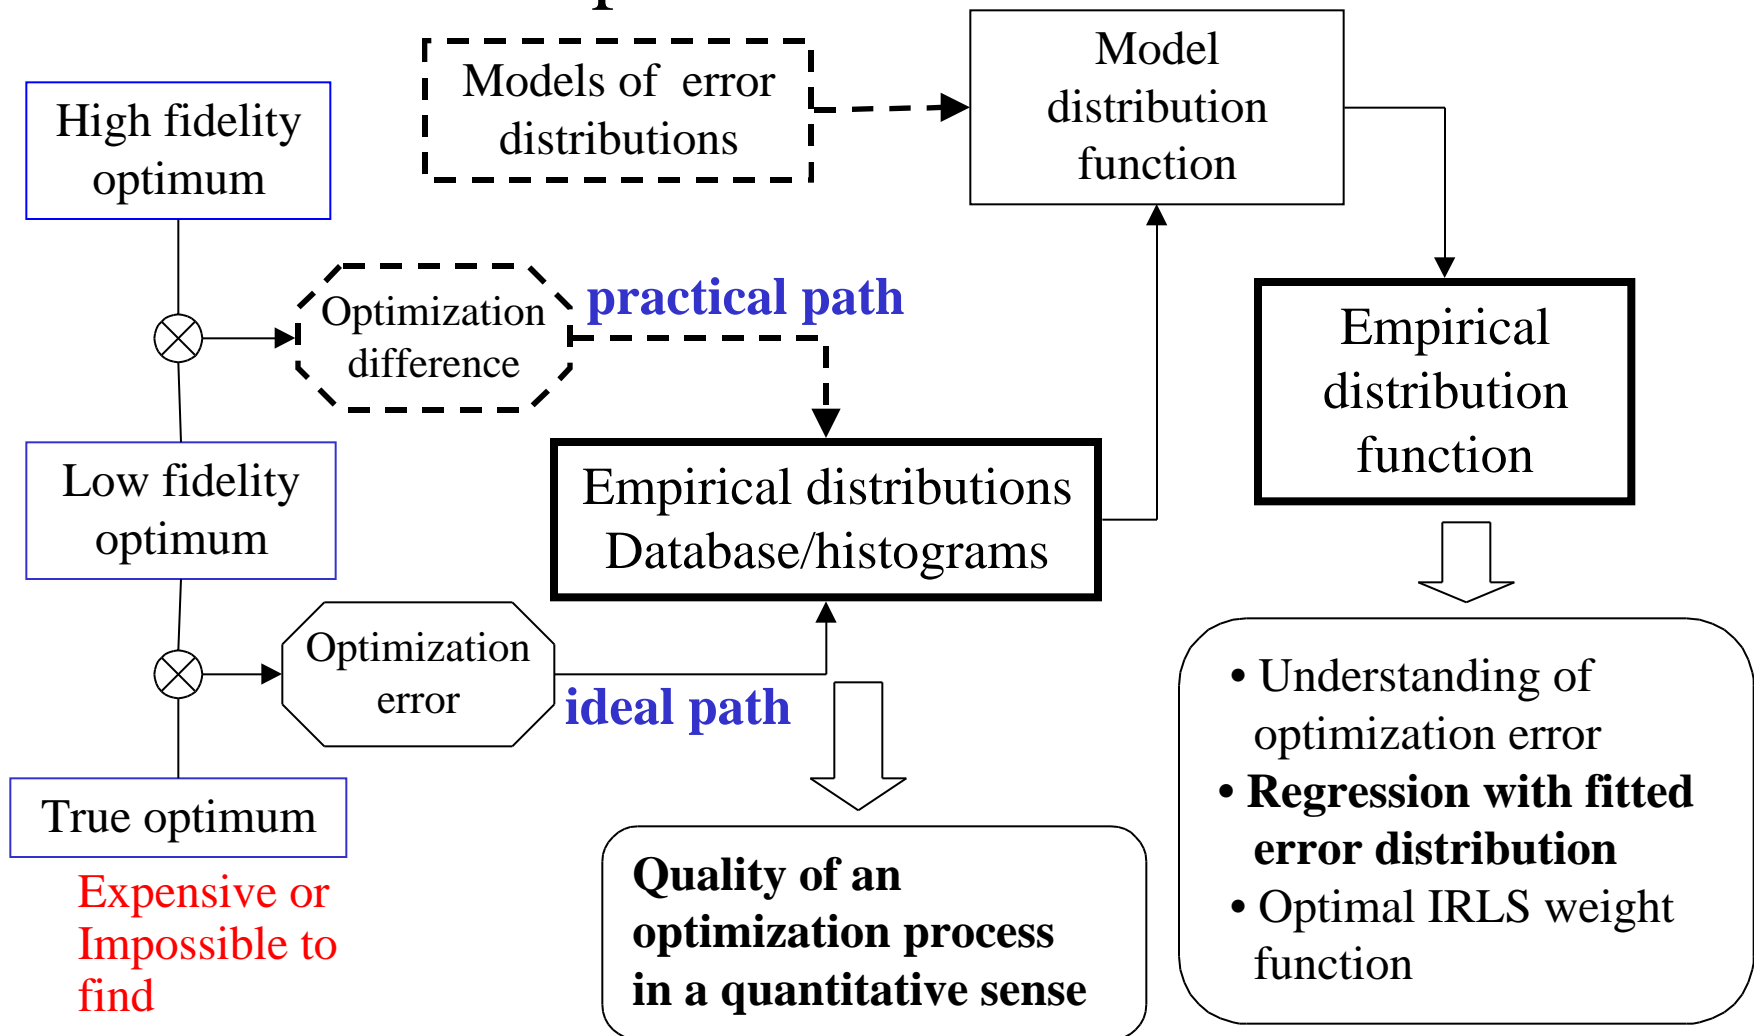 Models of error
distributions
Model
distribution
function
High fidelity
optimum
Optimization
difference
practical path
Empirical
distribution
function
Low fidelity
optimum
Empirical distributions
Database/histograms
Optimization
error
ideal path
True optimum
Expensive or
Impossible to
find
Quality of an
optimization process
in a quantitative sense
• Understanding of
optimization error
• Regression with fitted
error distribution
• Optimal IRLS weight
function